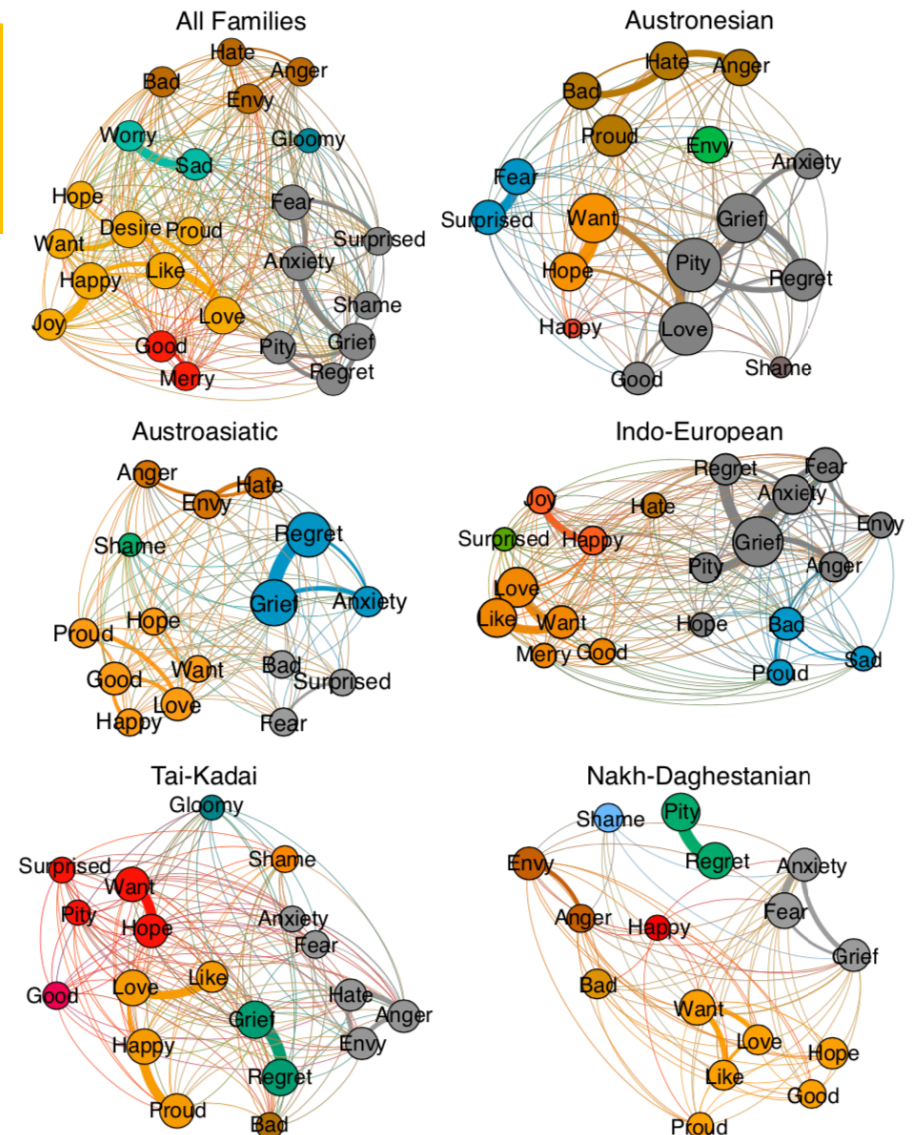 All Families
Hate
Anger
Bad
Envy
Worry
Gloomy
Sad
Hope
Fear
Desire
Proud
Want
Surprised
Like
Anxiety
Happy
Shame
Joy
Love
Good
Pity
Grief
Merry
Regret
Austronesian
Hate
Anger
Bad
Proud
Envy
Anxiety
Fear
Surprised
Want
Grief
Pity
Hope
Regret
Happy
Love
Good
Shame
Austroasiatic
Anger
Hate
Envy
Regret
Shame
Grief
Anxiety
Hope
Proud
Bad
Want
Good
Surprised
Love
Happy
Fear
Indo-European
Regret
Fear
Anxiety
Joy
Hate
Envy
Surprised
Happy
Grief
Pity
Anger
Love
Like
Want
Hope
Bad
Merry
Good
Sad
Proud
Tai-Kadai
Gloomy
Surprised
Shame
Want
Pity
Anxiety
Hope
Fear
Like
Love
Good
Hate
Grief
Anger
Happy
Envy
Regret
Proud
Bad
Nakh-Daghestanian
Pity
Shame
Envy
Regret
Anxiety
Anger
Fear
Happy
Grief
Bad
Want
Love
Hope
Like
Good
Proud